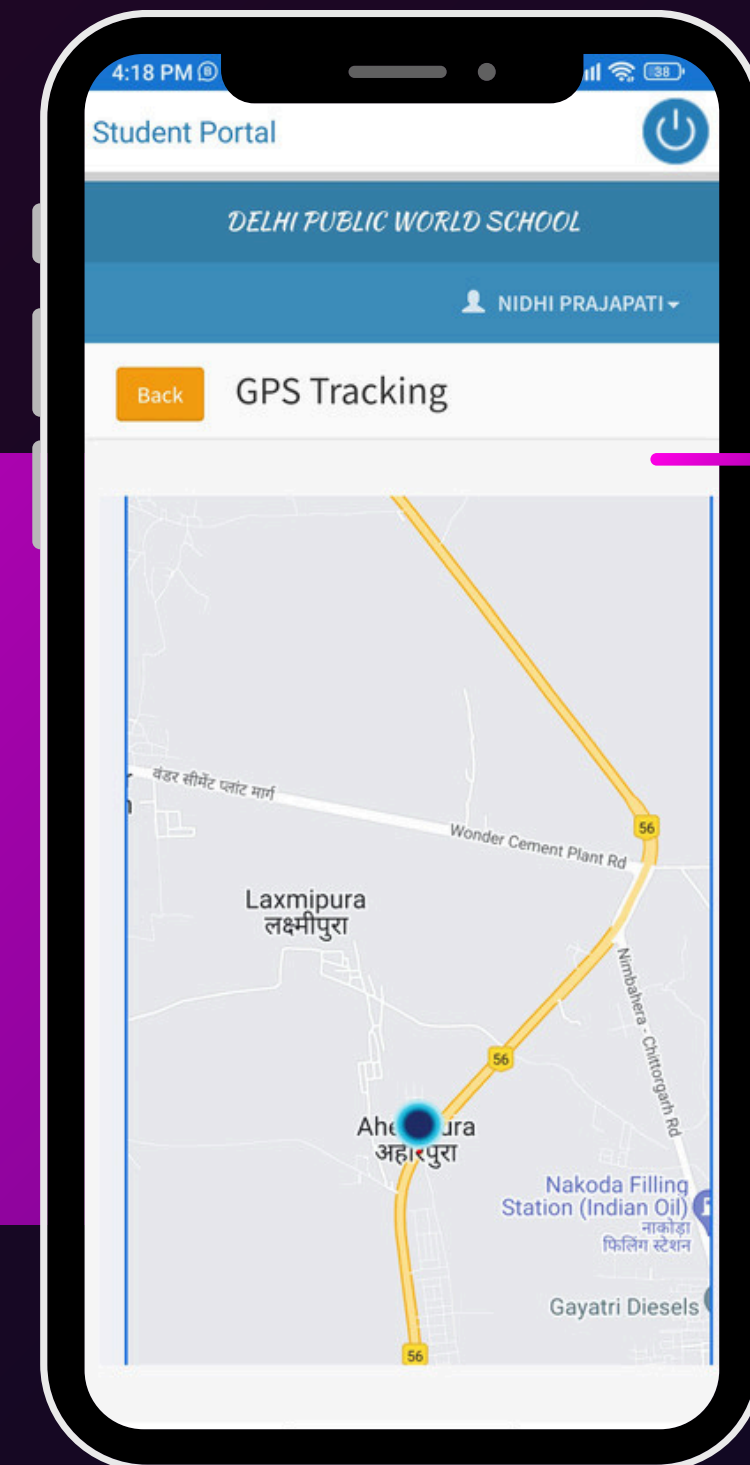 4:18 PM
38
Student Portal
DELHI PUBLIC WORLD SCHOOL
NIDHI PRAJAPATI
Back
GPS Tracking
वंडर सीमेंट प्लांट मार्ग
Wonder Cement Plant Rd
56
Laxmipura
लक्ष्मीपुरा
Nimbahera - Chittorgarh Rd
56
Nakoda Filling
Station (Indian Oil)
नाकोड़ा
फिलिंग स्टेशन
Gayatri Diesels
56